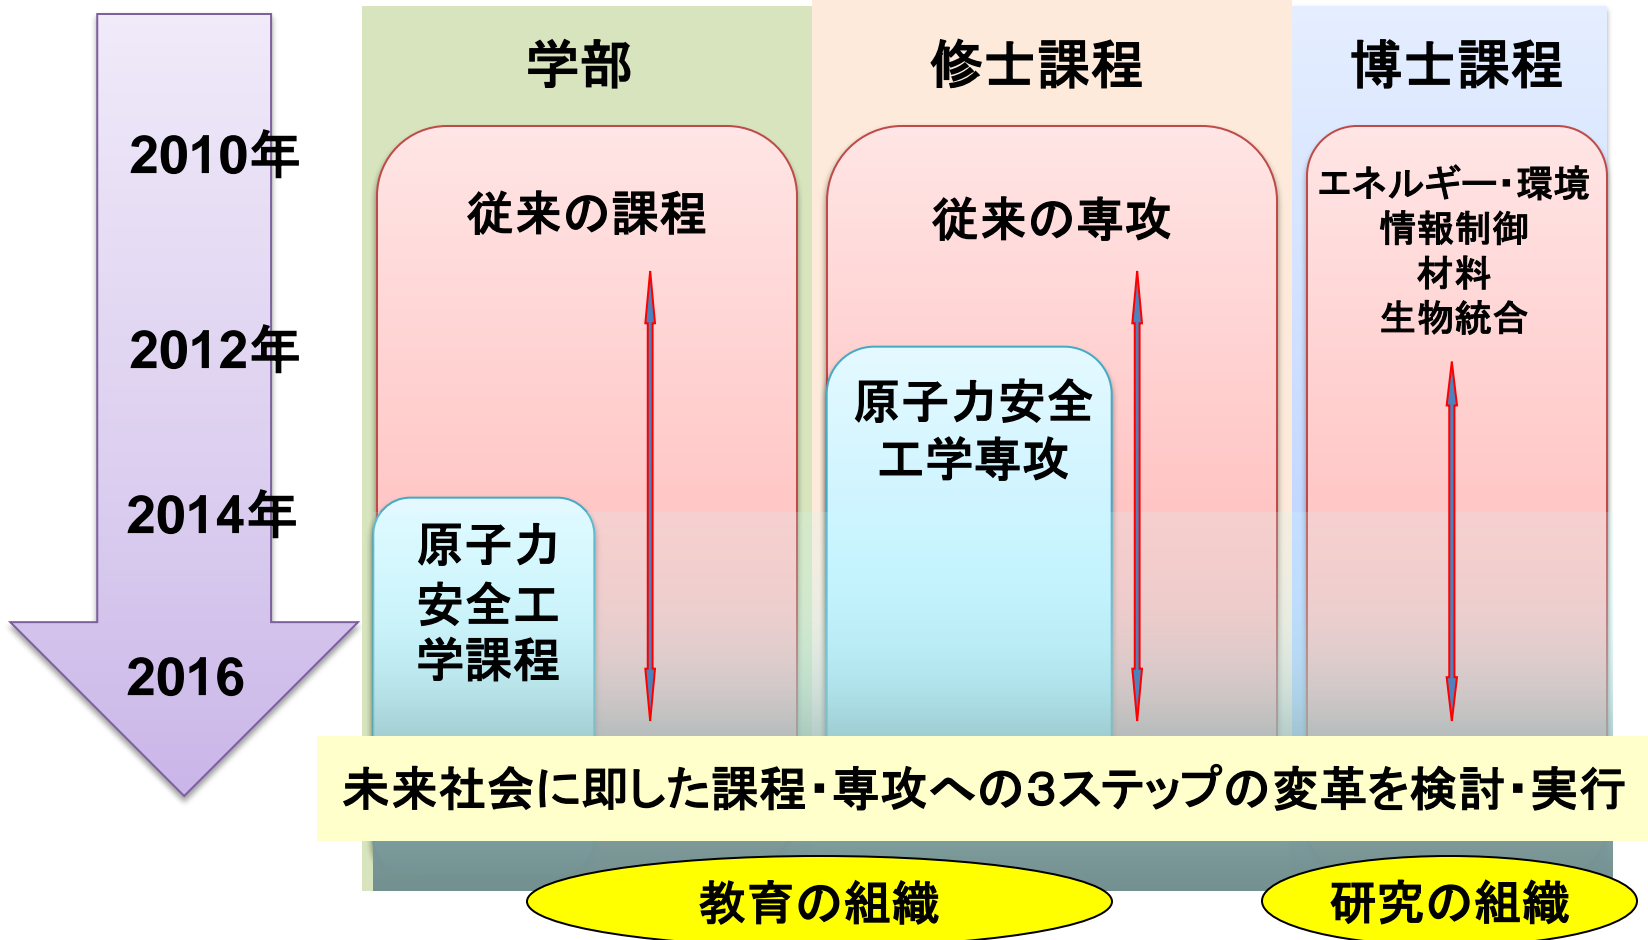 学部
修士課程
博士課程
2010年
2012年
2014年
2016
従来の課程
従来の専攻
エネルギー・環境
情報制御
材料
生物統合
原子力安全
工学専攻
原子力
安全工
学課程
未来社会に即した課程・専攻への３ステップの変革を検討・実行
教育の組織
研究の組織